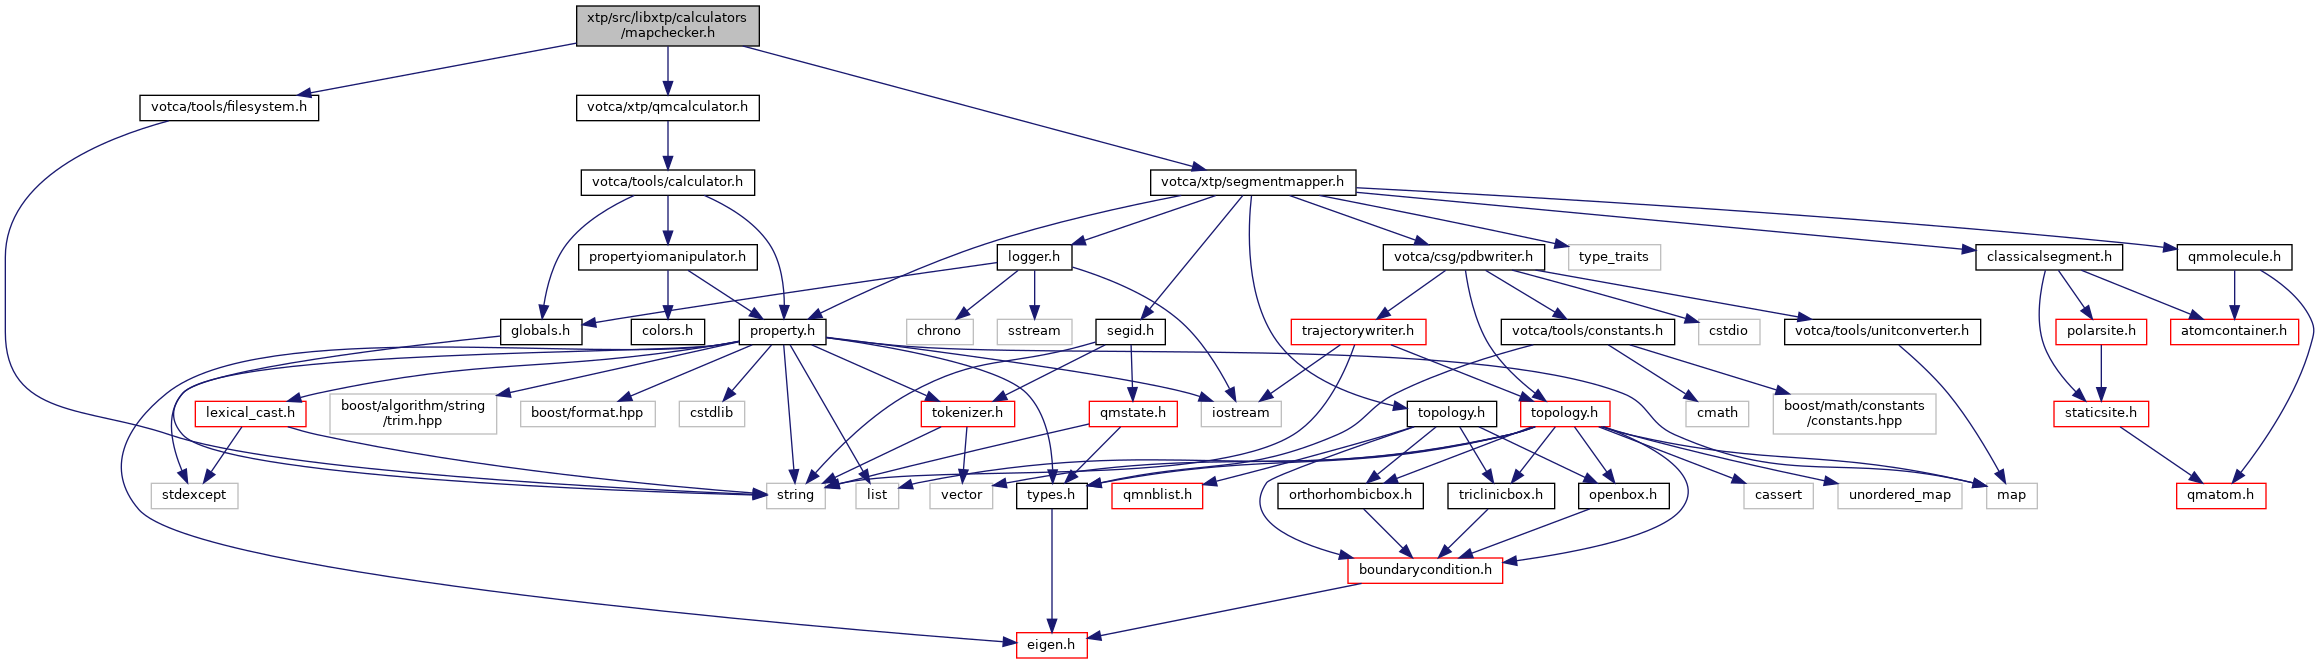 xtp/src/libxtp/calculators
/mapchecker.h
votca/tools/filesystem.h
votca/xtp/qmcalculator.h
votca/tools/calculator.h
votca/xtp/segmentmapper.h
propertyiomanipulator.h
logger.h
votca/csg/pdbwriter.h
type_traits
classicalsegment.h
qmmolecule.h
globals.h
colors.h
property.h
chrono
sstream
segid.h
trajectorywriter.h
votca/tools/constants.h
cstdio
votca/tools/unitconverter.h
polarsite.h
atomcontainer.h
lexical_cast.h
boost/algorithm/string
/trim.hpp
boost/format.hpp
cstdlib
tokenizer.h
qmstate.h
iostream
topology.h
topology.h
cmath
boost/math/constants
/constants.hpp
staticsite.h
stdexcept
string
list
vector
types.h
qmnblist.h
orthorhombicbox.h
triclinicbox.h
openbox.h
cassert
unordered_map
map
qmatom.h
boundarycondition.h
eigen.h